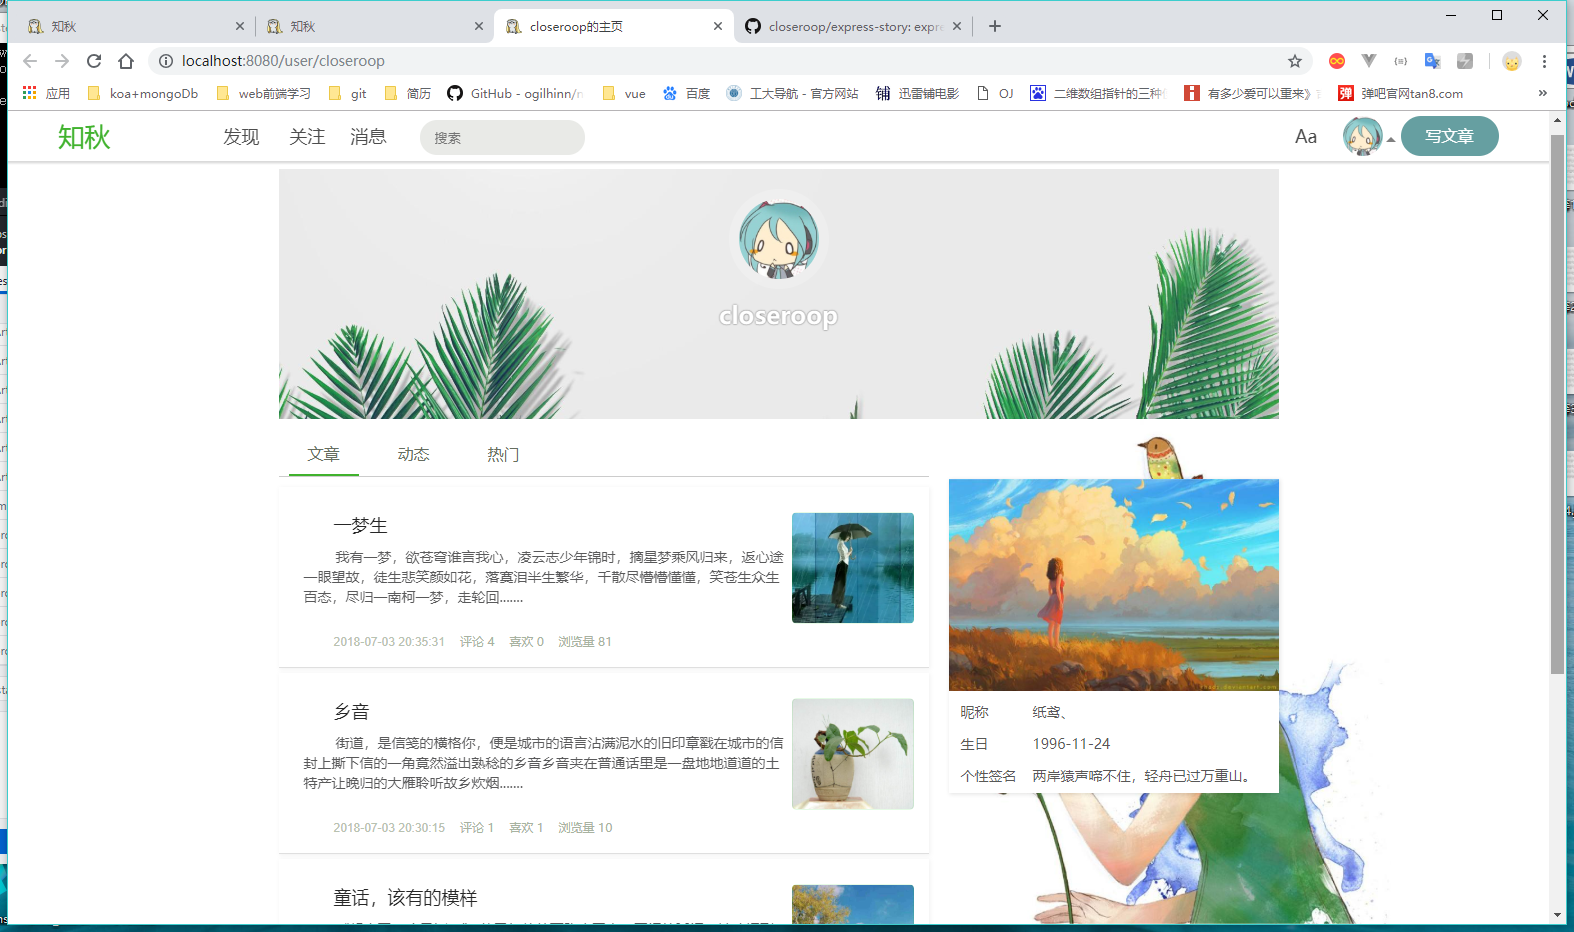 知秋
知秋
closeroop的主页
closeroop/express-story: expre
localhost:8080/user/closeroop
应用
koa+mongoDb
web前端学习
git
简历
GitHub - ogilhinn/n
vue
百度
工大导航 - 官方网站
迅雷铺电影
OJ
二维数组指针的三种
有多少爱可以重来》
弹吧官网tan8.com
知秋
发现
关注
消息
搜索
Aa
写文章
closeroop
文章
动态
热门
一梦生
我有一梦，欲苍穹谁言我心，凌云志少年锦时，摘星梦乘风归来，返心途
一眼望故，徒生悲笑颜如花，落寞泪半生繁华，千散尽懵懵懂懂，笑苍生众生
百态，尽归一南柯一梦，走轮回.......
2018-07-03 20:35:31 评论 4 喜欢 0 浏览量 81
乡音
街道，是信笺的横格你，便是城市的语言沾满泥水的旧印章戳在城市的信
封上撕下信的一角竟然溢出熟稔的乡音乡音夹在普通话里是一盘地地道道的土
特产让晚归的大雁聆听故乡炊烟.......
2018-07-03 20:30:15 评论 1 喜欢 1 浏览量 10
童话，该有的模样
昵称 纸鸢、
生日 1996-11-24
个性签名 两岸猿声啼不住，轻舟已过万重山。